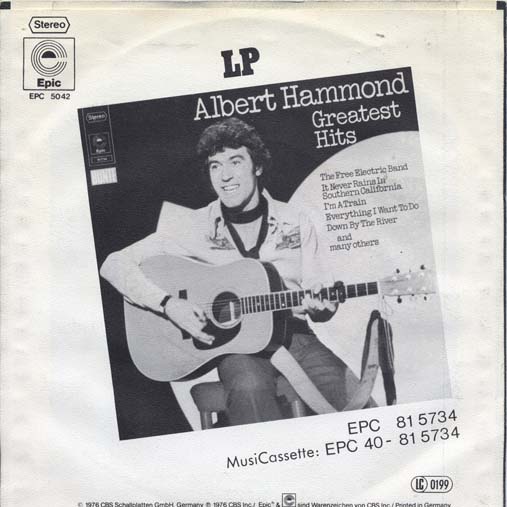 Stereo
Epic
EPC 5042
LP
Stereo
Epic
Albert Hammond
Greatest
Hits
The Free Electric Band
It Never Rains In
Southern California
I'm A Train
Everything I Want To Do
Down By The River
and
many others
EPC 81 5734
MusiCassette: EPC 40 - 81 5734
LC 0199
© 1976 CBS Schallplatten GmbH, Germany ℗ 1976 CBS Inc./ Epic® & sind Warenzeichen von CBS Inc./ Printed in Germany